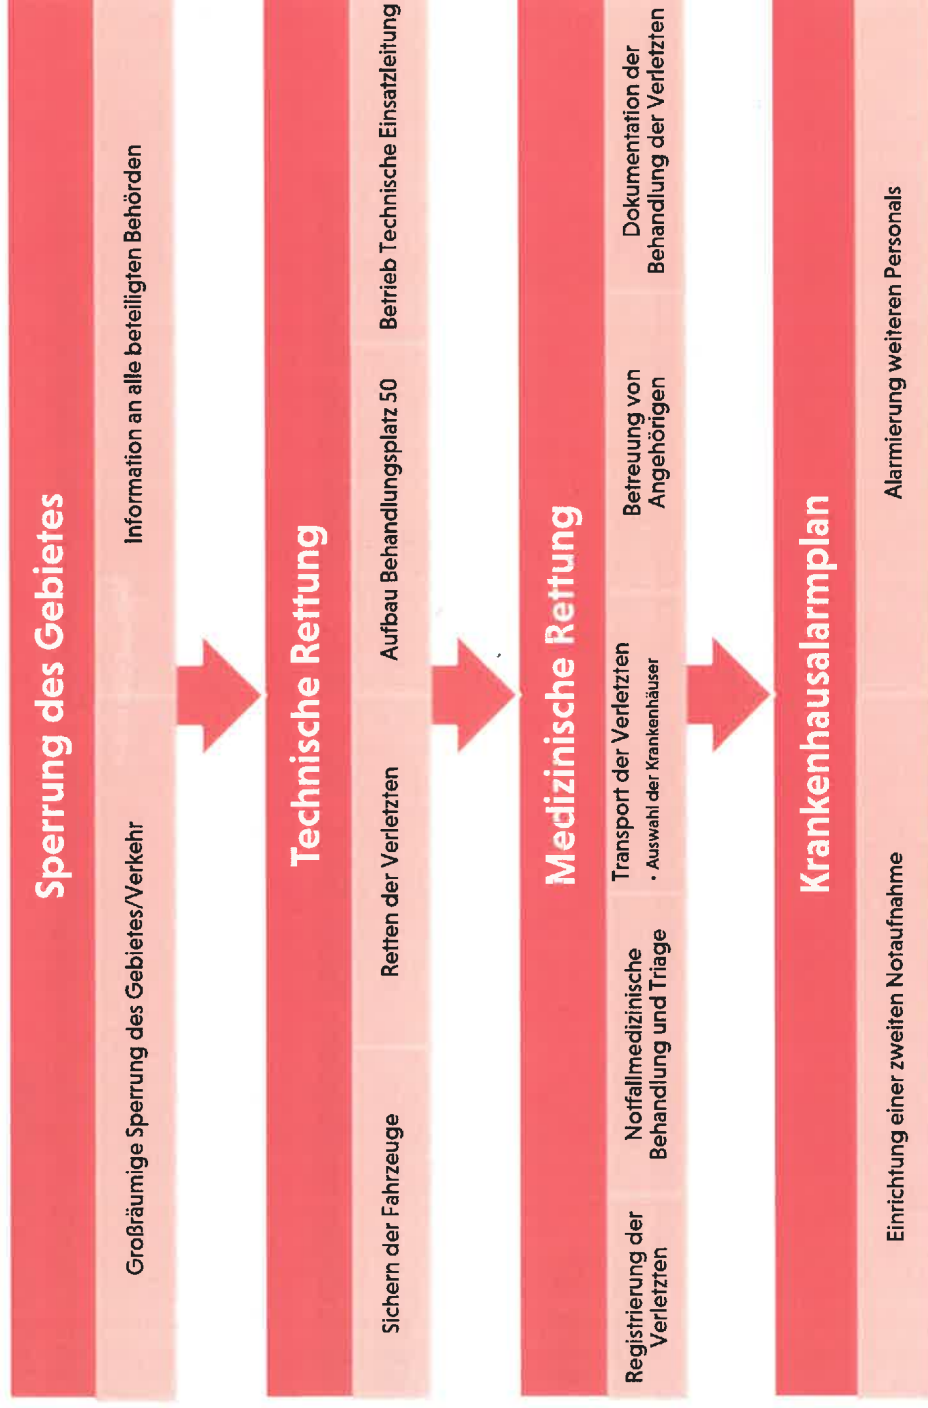 Sperrung des Gebietes
Großräumige Sperrung des Gebietes/Verkehr
Information an alle beteiligten Behörden
Technische Rettung
Sichern der Fahrzeuge
Retten der Verletzten
Aufbau Behandlungsplatz 50
Betrieb Technische Einsatzleitung
Medizinische Rettung
Registrierung der
Verletzten
Notfallmedizinische
Behandlung und Triage
Transport der Verletzten
• Auswahl der Krankenhäuser
Betreuung von
Angehörigen
Dokumentation der
Behandlung der Verletzten
Krankenhausalarmplan
Einrichtung einer zweiten Notaufnahme
Alarmierung weiteren Personals